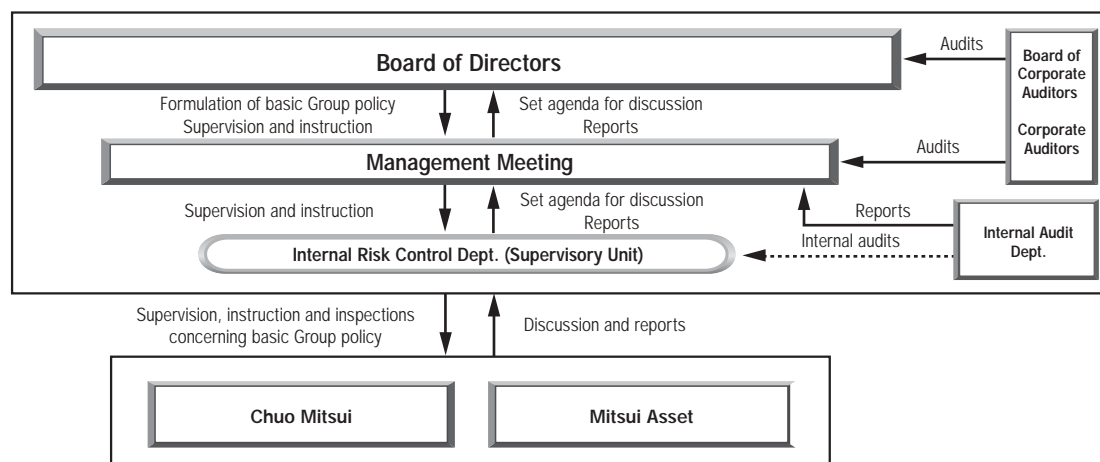 Board of Directors
Audits
Board of
Corporate
Auditors
Corporate
Auditors
Formulation of basic Group policy
Supervision and instruction
Set agenda for discussion
Reports
Management Meeting
Audits
Supervision and instruction
Set agenda for discussion
Reports
Reports
Internal audits
Internal Audit
Dept.
Internal Risk Control Dept. (Supervisory Unit)
Supervision, instruction and inspections
concerning basic Group policy
Discussion and reports
Chuo Mitsui
Mitsui Asset